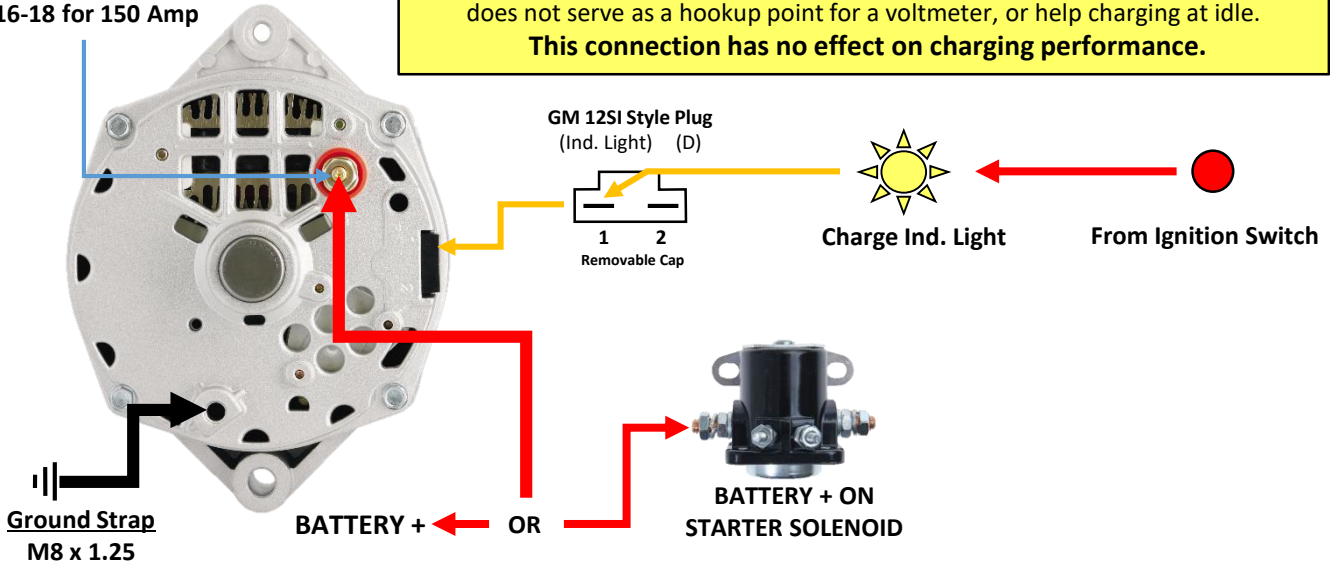 16-18 for 150 Amp
does not serve as a hookup point for a voltmeter, or help charging at idle.
This connection has no effect on charging performance.
GM 12SI Style Plug
(Ind. Light) (D)
1 2
Removable Cap
Charge Ind. Light
From Ignition Switch
Ground Strap
M8 x 1.25
BATTERY +
OR
BATTERY + ON
STARTER SOLENOID